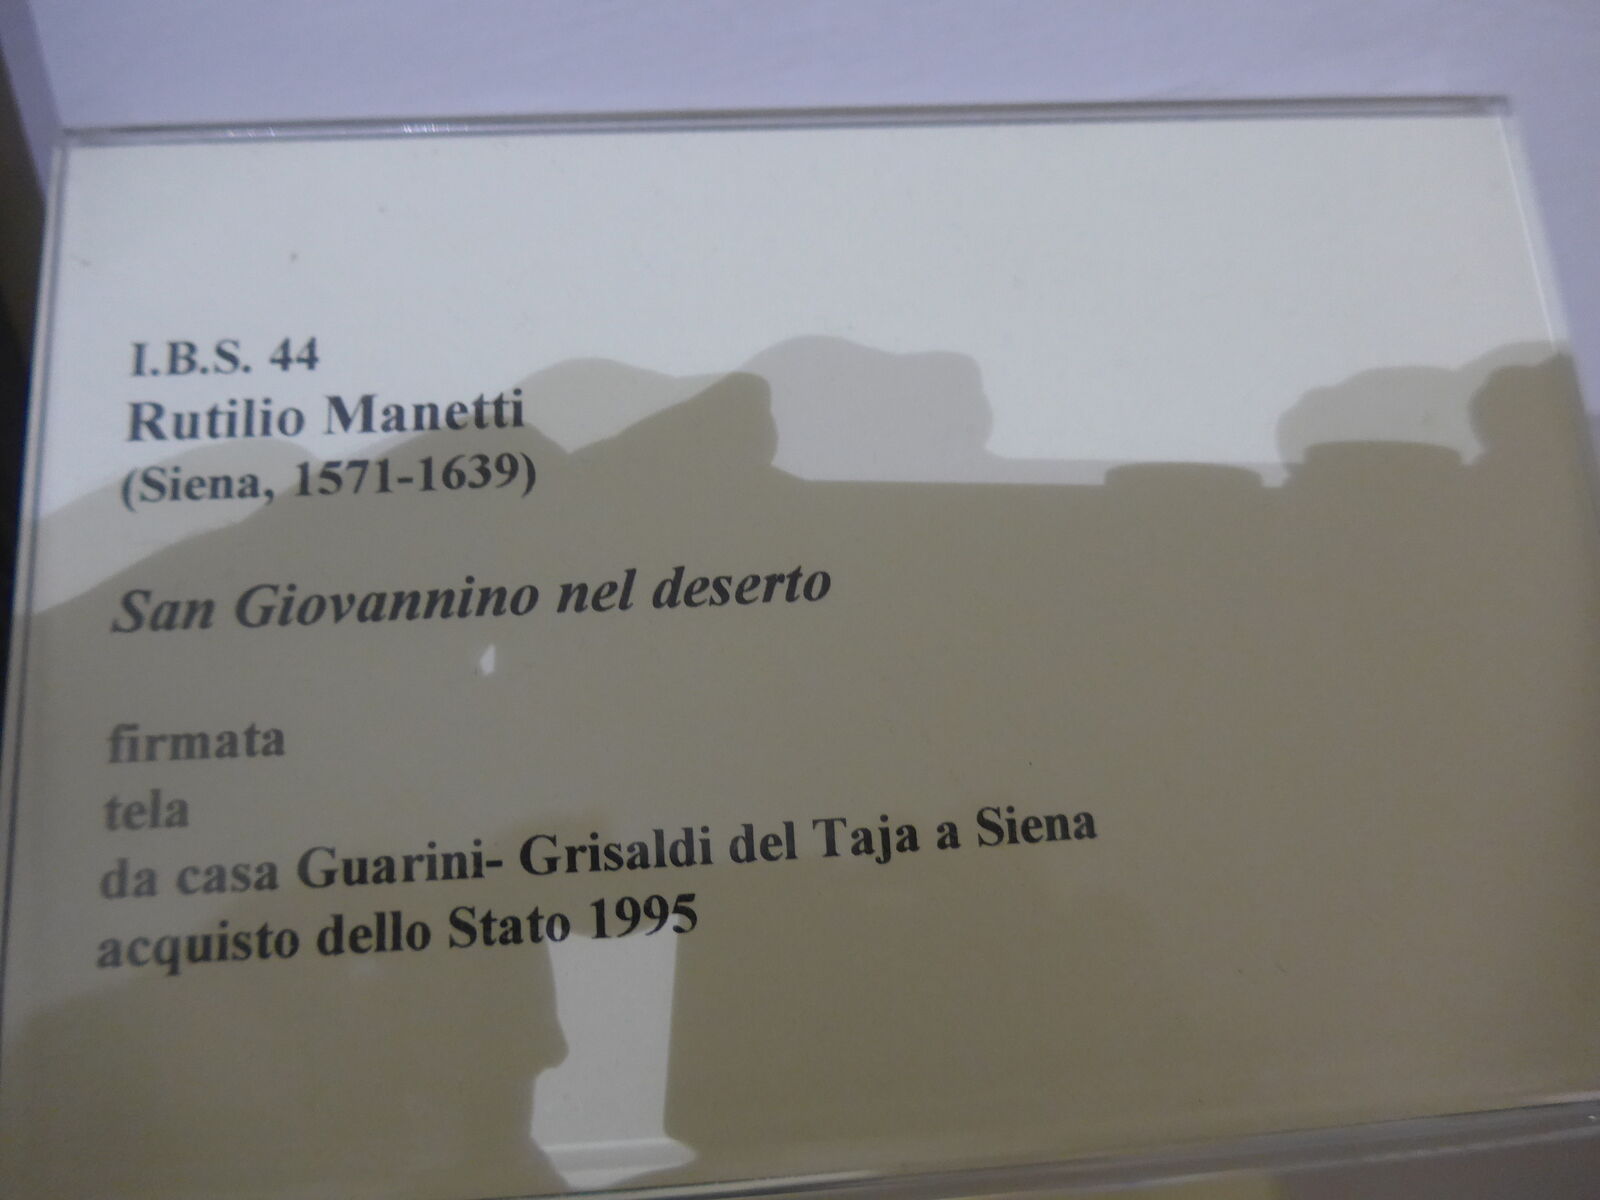 I.B.S. 44
Rutilio Manetti
(Siena, 1571-1639)
San Giovannino nel deserto
firmata
tela
da casa Guarini- Grisaldi del Taja a Siena
acquisto dello Stato 1995